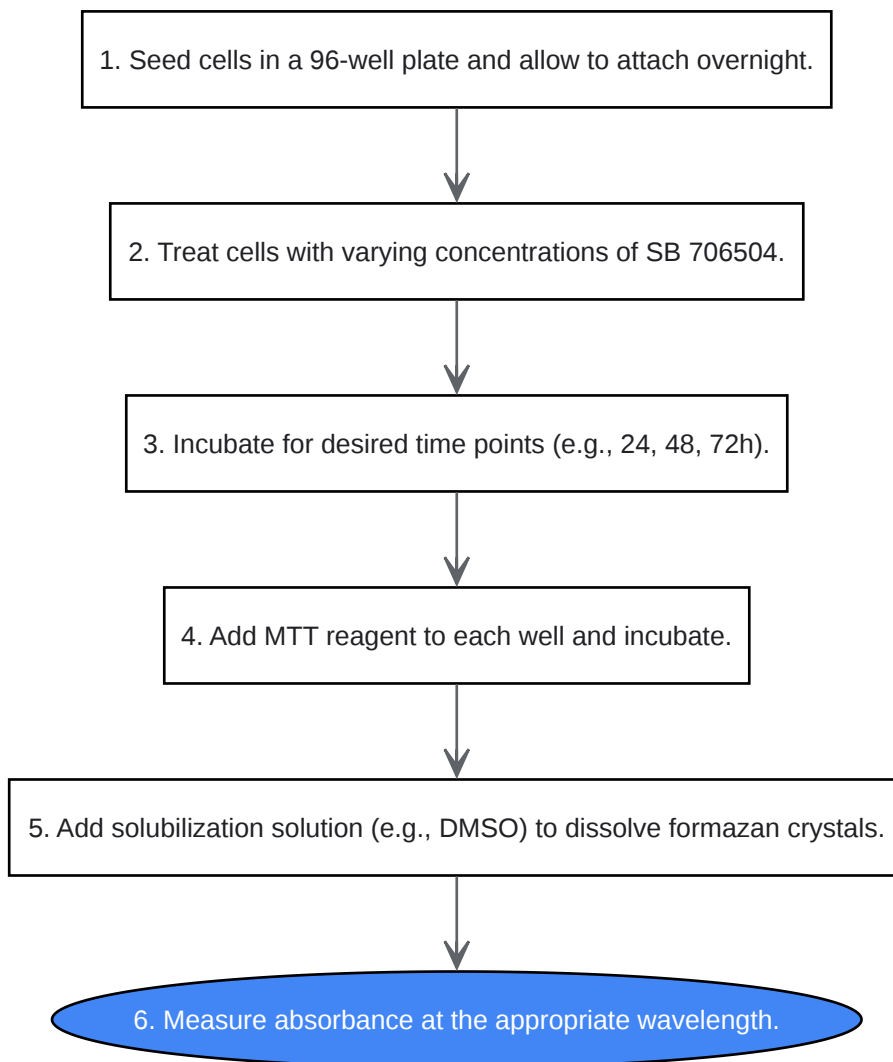 1. Seed cells in a 96-well plate and allow to attach overnight.
2. Treat cells with varying concentrations of SB 706504.
3. Incubate for desired time points (e.g., 24, 48, 72h).
4. Add MTT reagent to each well and incubate.
5. Add solubilization solution (e.g., DMSO) to dissolve formazan crystals.
6. Measure absorbance at the appropriate wavelength.